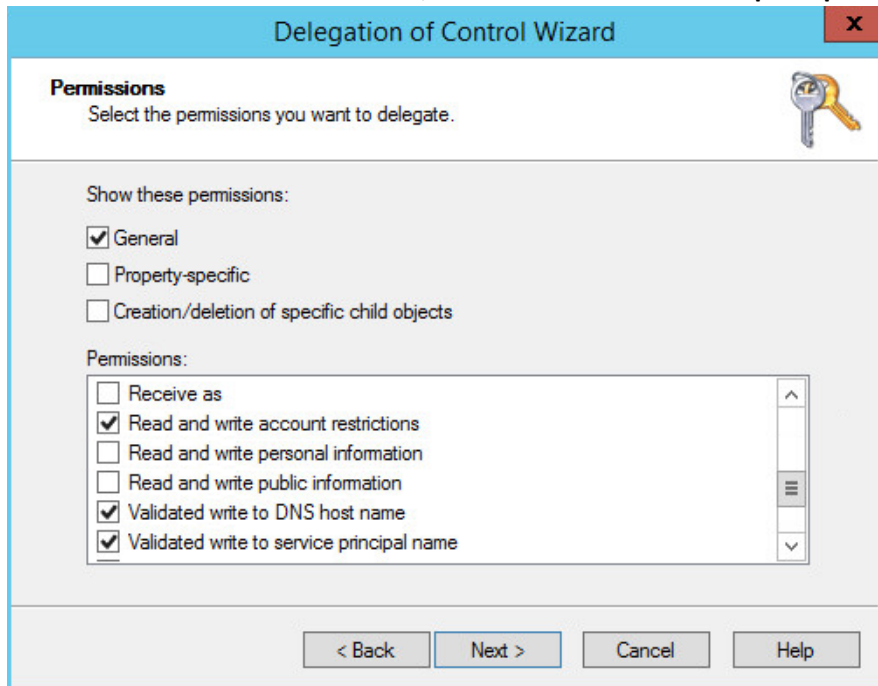 Delegation of Control Wizard
x
Permissions
Select the permissions you want to delegate.
Show these permissions:
General
Property-specific
Creation/deletion of specific child objects
Permissions:
Receive as
Read and write account restrictions
Read and write personal information
Read and write public information
Validated write to DNS host name
Validated write to service principal name
< Back Next > Cancel Help